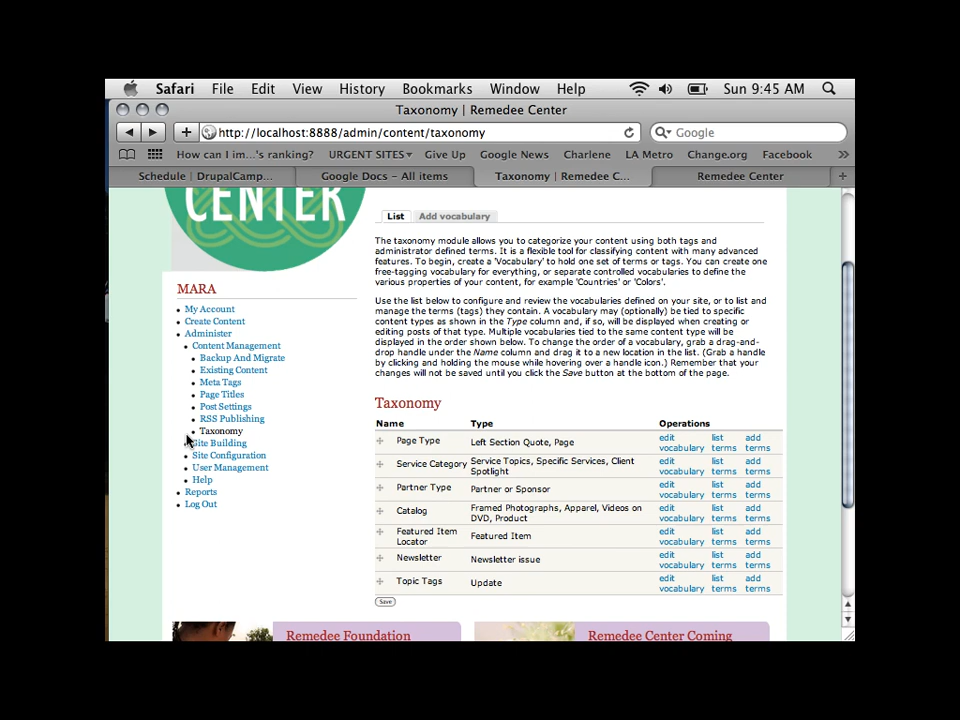 Safari File Edit View History Bookmarks Window Help Sun 9:45 AM
Taxonomy | Remedee Center
http://localhost:8888/admin/content/taxonomy Google
How can I im...'s ranking? URGENT SITES▾ Give Up Google News Charlene LA Metro Change.org Facebook »
Schedule | DrupalCamp... Google Docs - All items Taxonomy | Remedee C... Remedee Center +
CENTER
MARA
My Account
Create Content
Administer
Content Management
Backup And Migrate
Existing Content
Meta Tags
Page Titles
Post Settings
RSS Publishing
Taxonomy
Site Building
Site Configuration
User Management
Help
Reports
Log Out
List Add vocabulary
The taxonomy module allows you to categorize your content using both tags and
administrator defined terms. It is a flexible tool for classifying content with many advanced
features. To begin, create a 'Vocabulary' to hold one set of terms or tags. You can create one
free-tagging vocabulary for everything, or separate controlled vocabularies to define the
various properties of your content, for example 'Countries' or 'Colors'.
Use the list below to configure and review the vocabularies defined on your site, or to list and
manage the terms (tags) they contain. A vocabulary may (optionally) be tied to specific
content types as shown in the Type column and, if so, will be displayed when creating or
editing posts of that type. Multiple vocabularies tied to the same content type will be
displayed in the order shown below. To change the order of a vocabulary, grab a drag-and-
drop handle under the Name column and drag it to a new location in the list. (Grab a handle
by clicking and holding the mouse while hovering over a handle icon.) Remember that your
changes will not be saved until you click the Save button at the bottom of the page.
Taxonomy
Name Type Operations
Page Type Left Section Quote, Page edit vocabulary list terms add terms
Service Category Service Topics, Specific Services, Client Spotlight edit vocabulary list terms add terms
Partner Type Partner or Sponsor edit vocabulary list terms add terms
Catalog Framed Photographs, Apparel, Videos on DVD, Product edit vocabulary list terms add terms
Featured Item Locator Featured Item edit vocabulary list terms add terms
Newsletter Newsletter issue edit vocabulary list terms add terms
Topic Tags Update edit vocabulary list terms add terms
Save
Remedee Foundation Remedee Center Coming